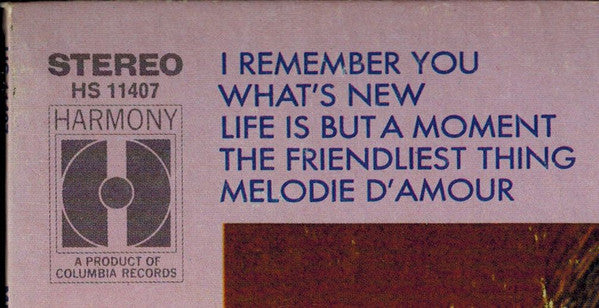 STEREO
HS 11407
HARMONY
A PRODUCT OF
COLUMBIA RECORDS
I REMEMBER YOU
WHAT'S NEW
LIFE IS BUT A MOMENT
THE FRIENDLIEST THING
MELODIE D'AMOUR